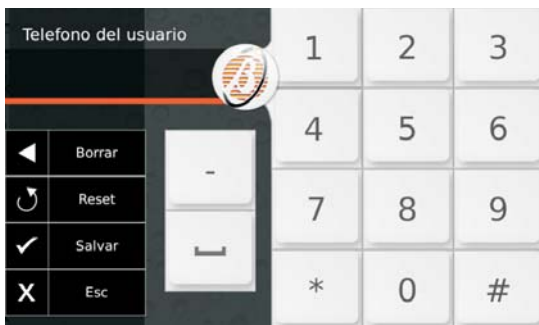 Telefono del usuario
1 2 3
4 5 6
7 8 9
* 0 #
-
Borrar
Reset
Salvar
X Esc